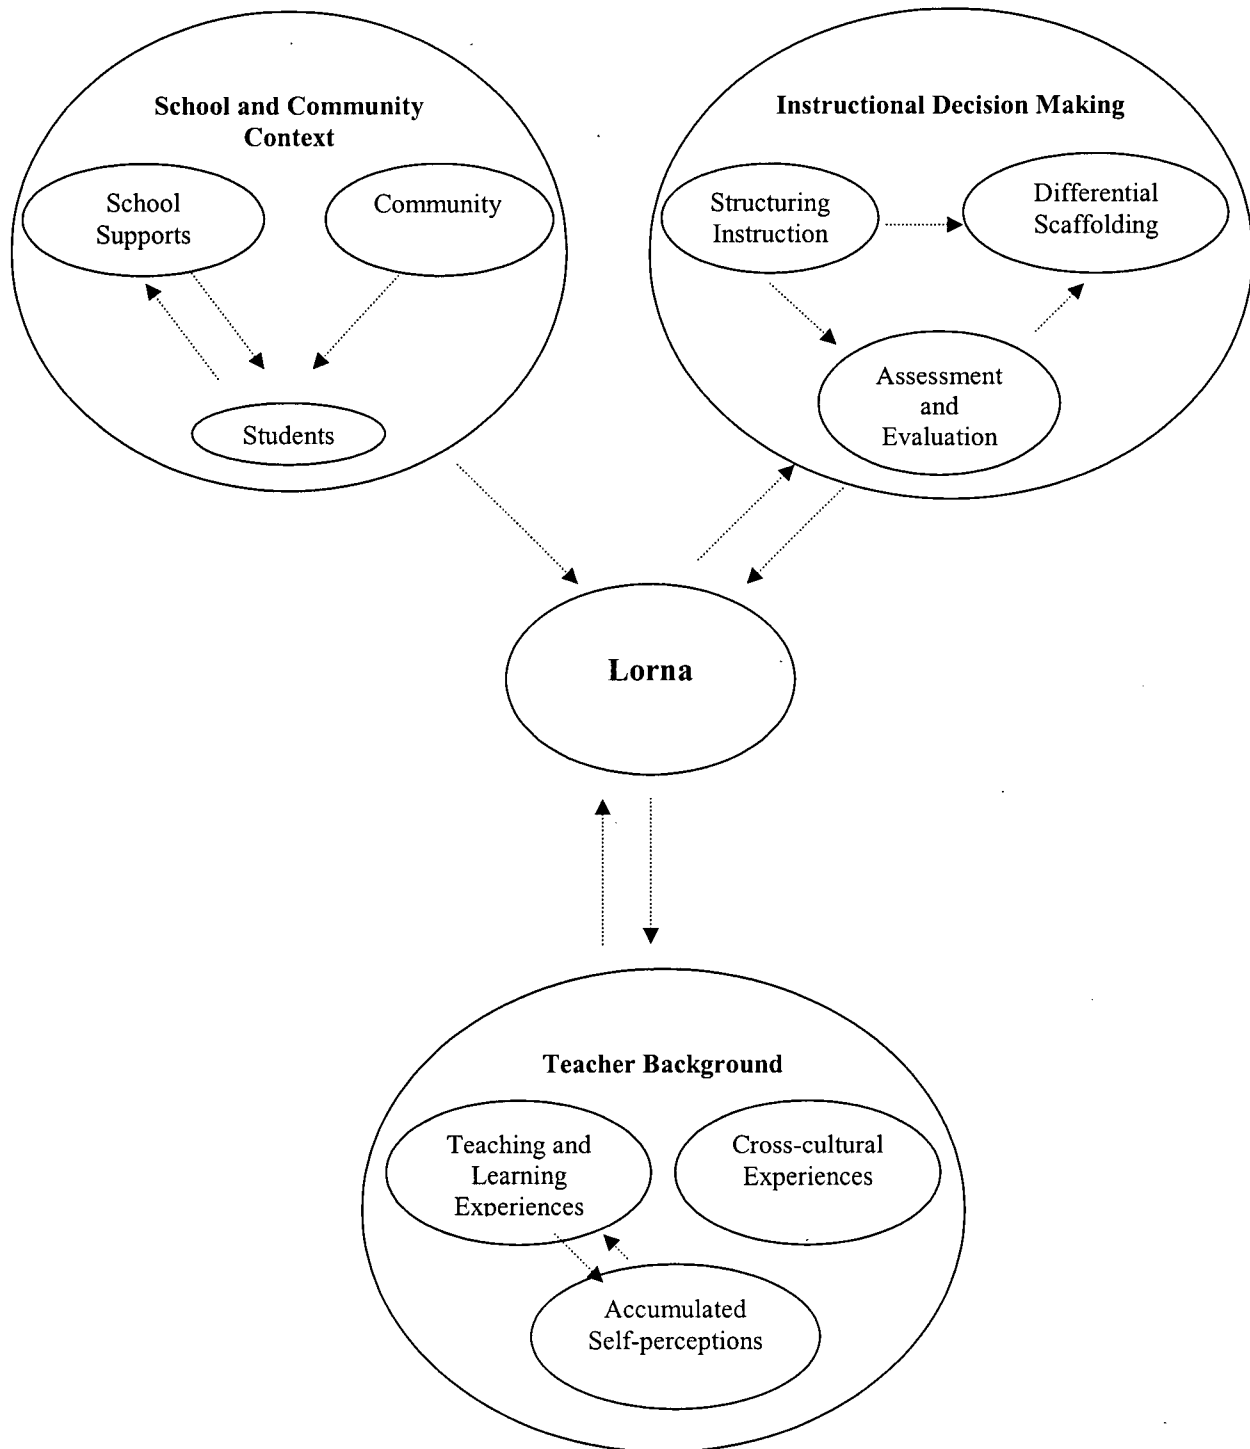 School and Community
Context
School
Supports
Community
Students
Instructional Decision Making
Structuring
Instruction
Differential
Scaffolding
Assessment
and
Evaluation
Lorna
Teacher Background
Teaching and
Learning
Experiences
Cross-cultural
Experiences
Accumulated
Self-perceptions